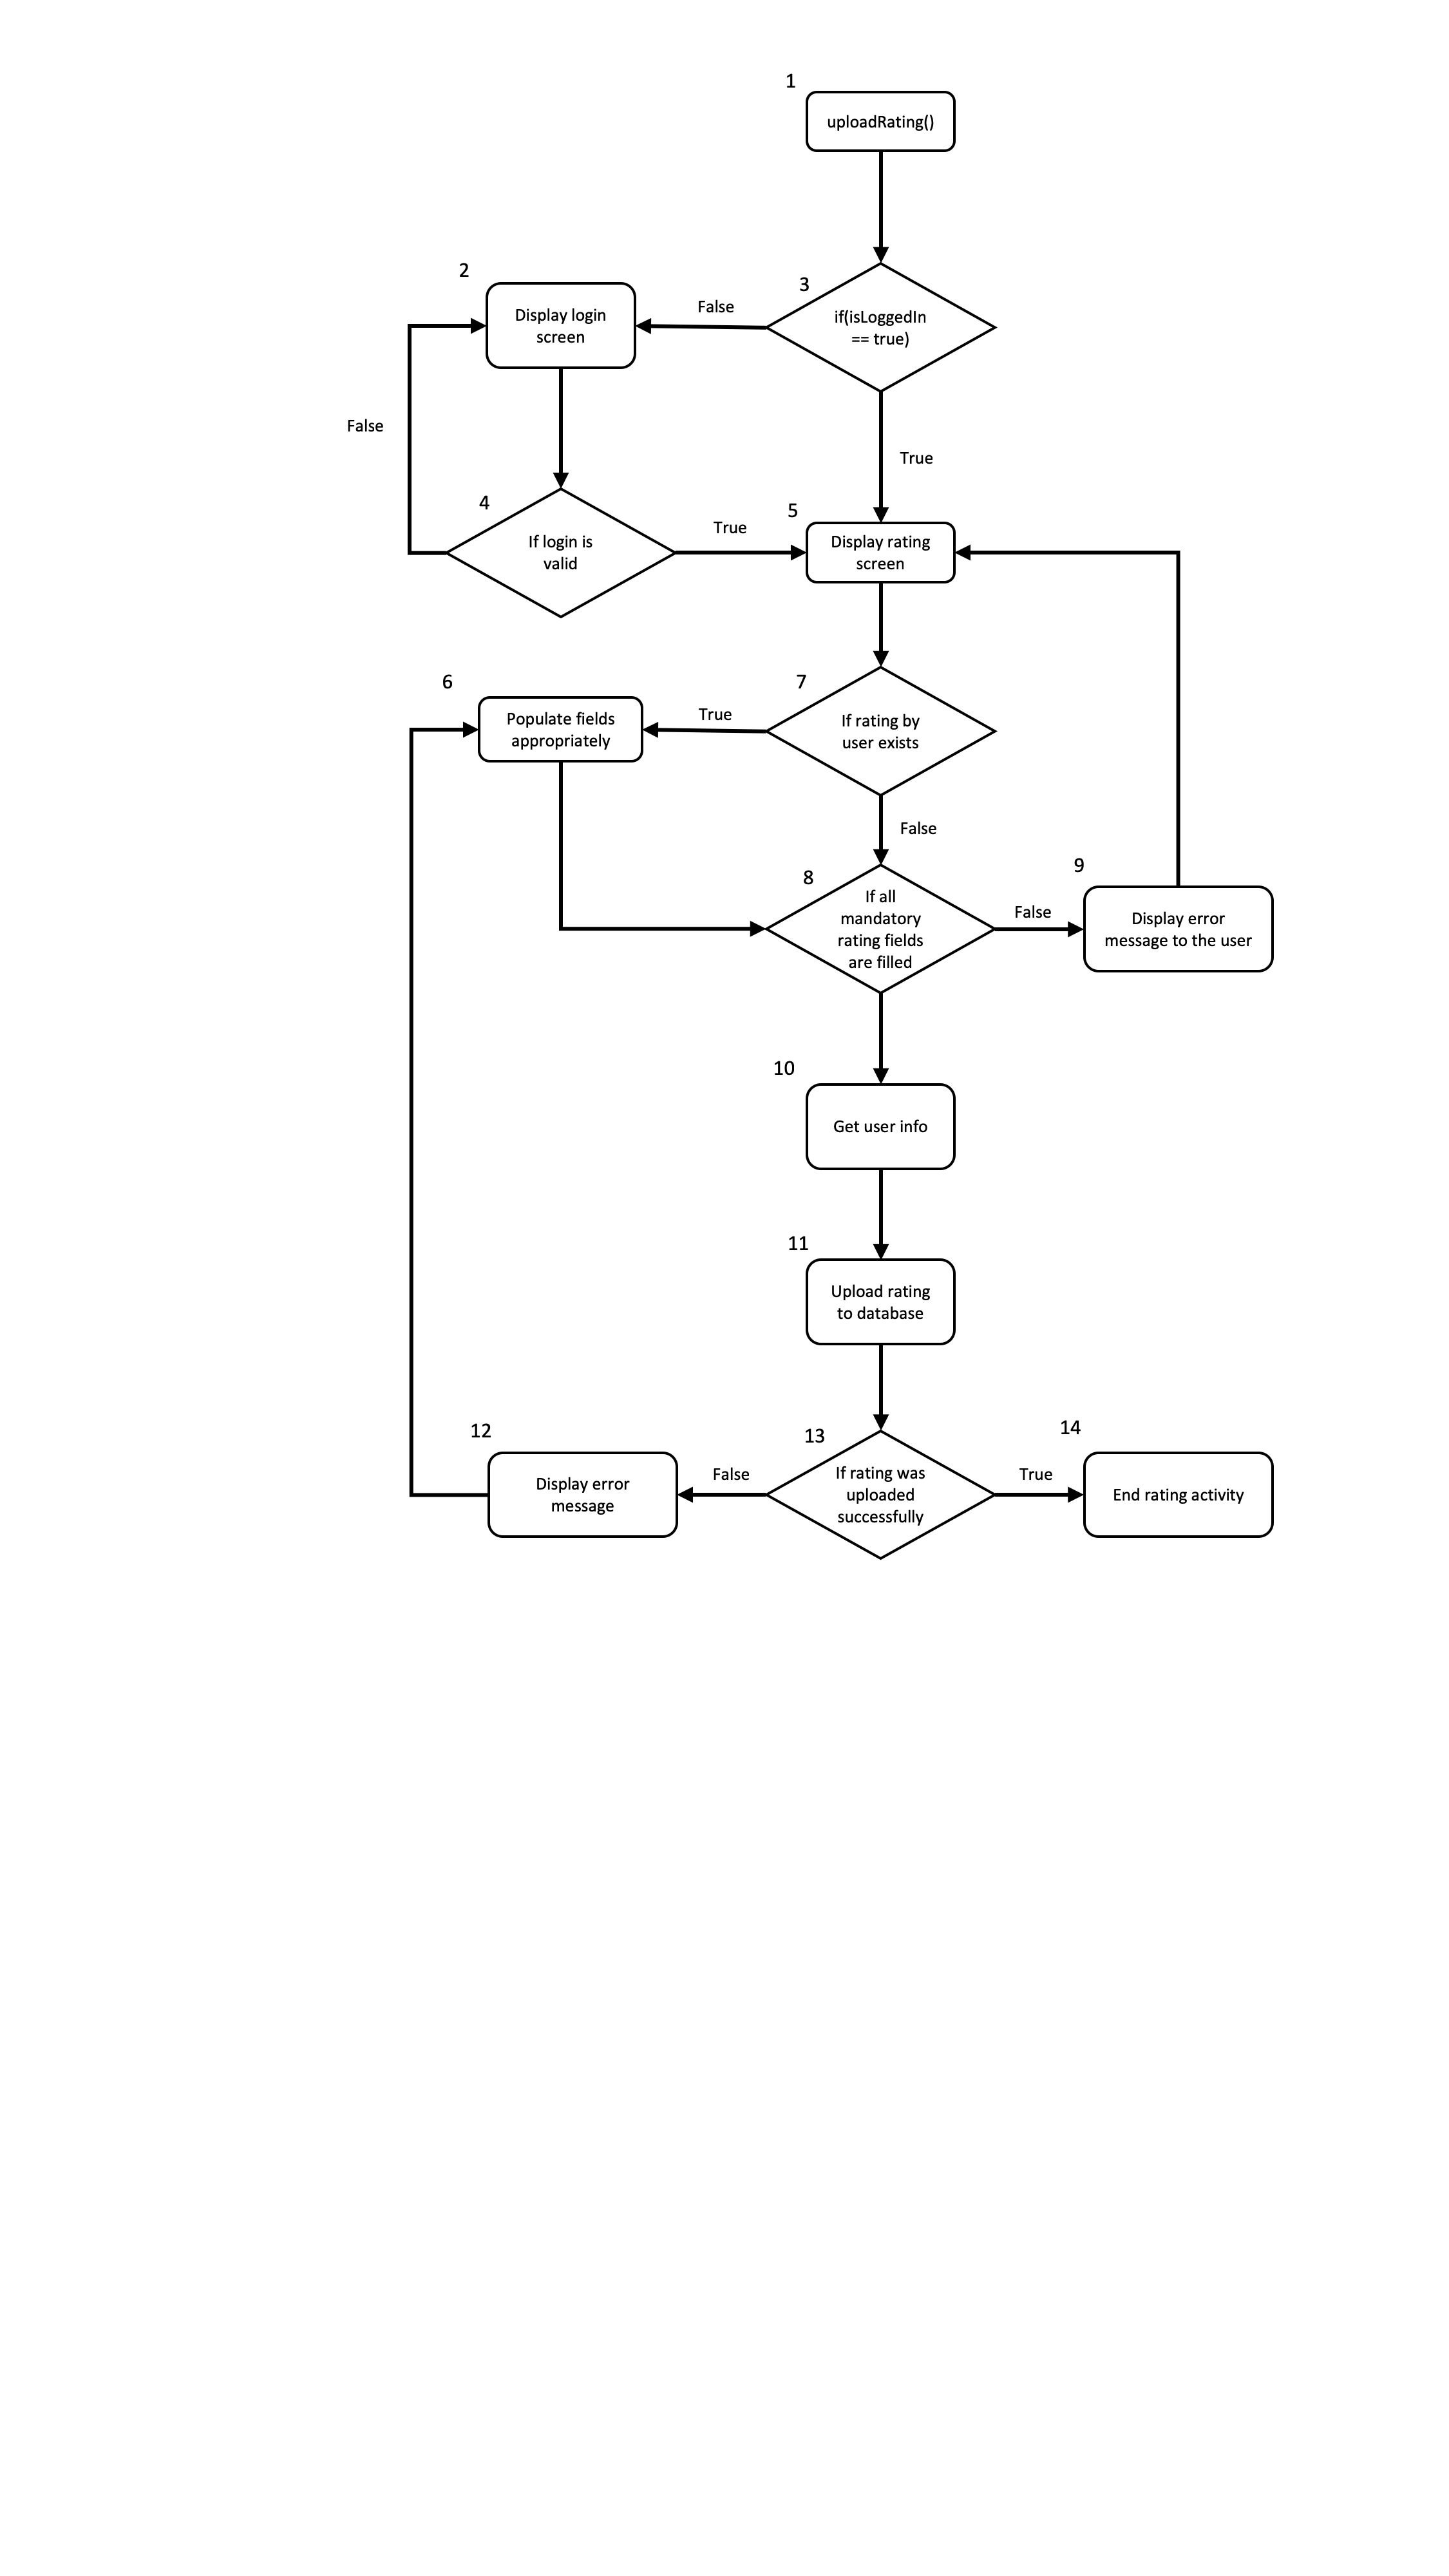 1
uploadRating()
2
Display login
screen
False
3
if(isLoggedIn
== true)
False
True
4
If login is
valid
True
5
Display rating
screen
6
Populate fields
appropriately
True
7
If rating by
user exists
False
8
If all
mandatory
rating fields
are filled
False
9
Display error
message to the user
10
Get user info
11
Upload rating
to database
12
Display error
message
False
13
If rating was
uploaded
successfully
True
14
End rating activity